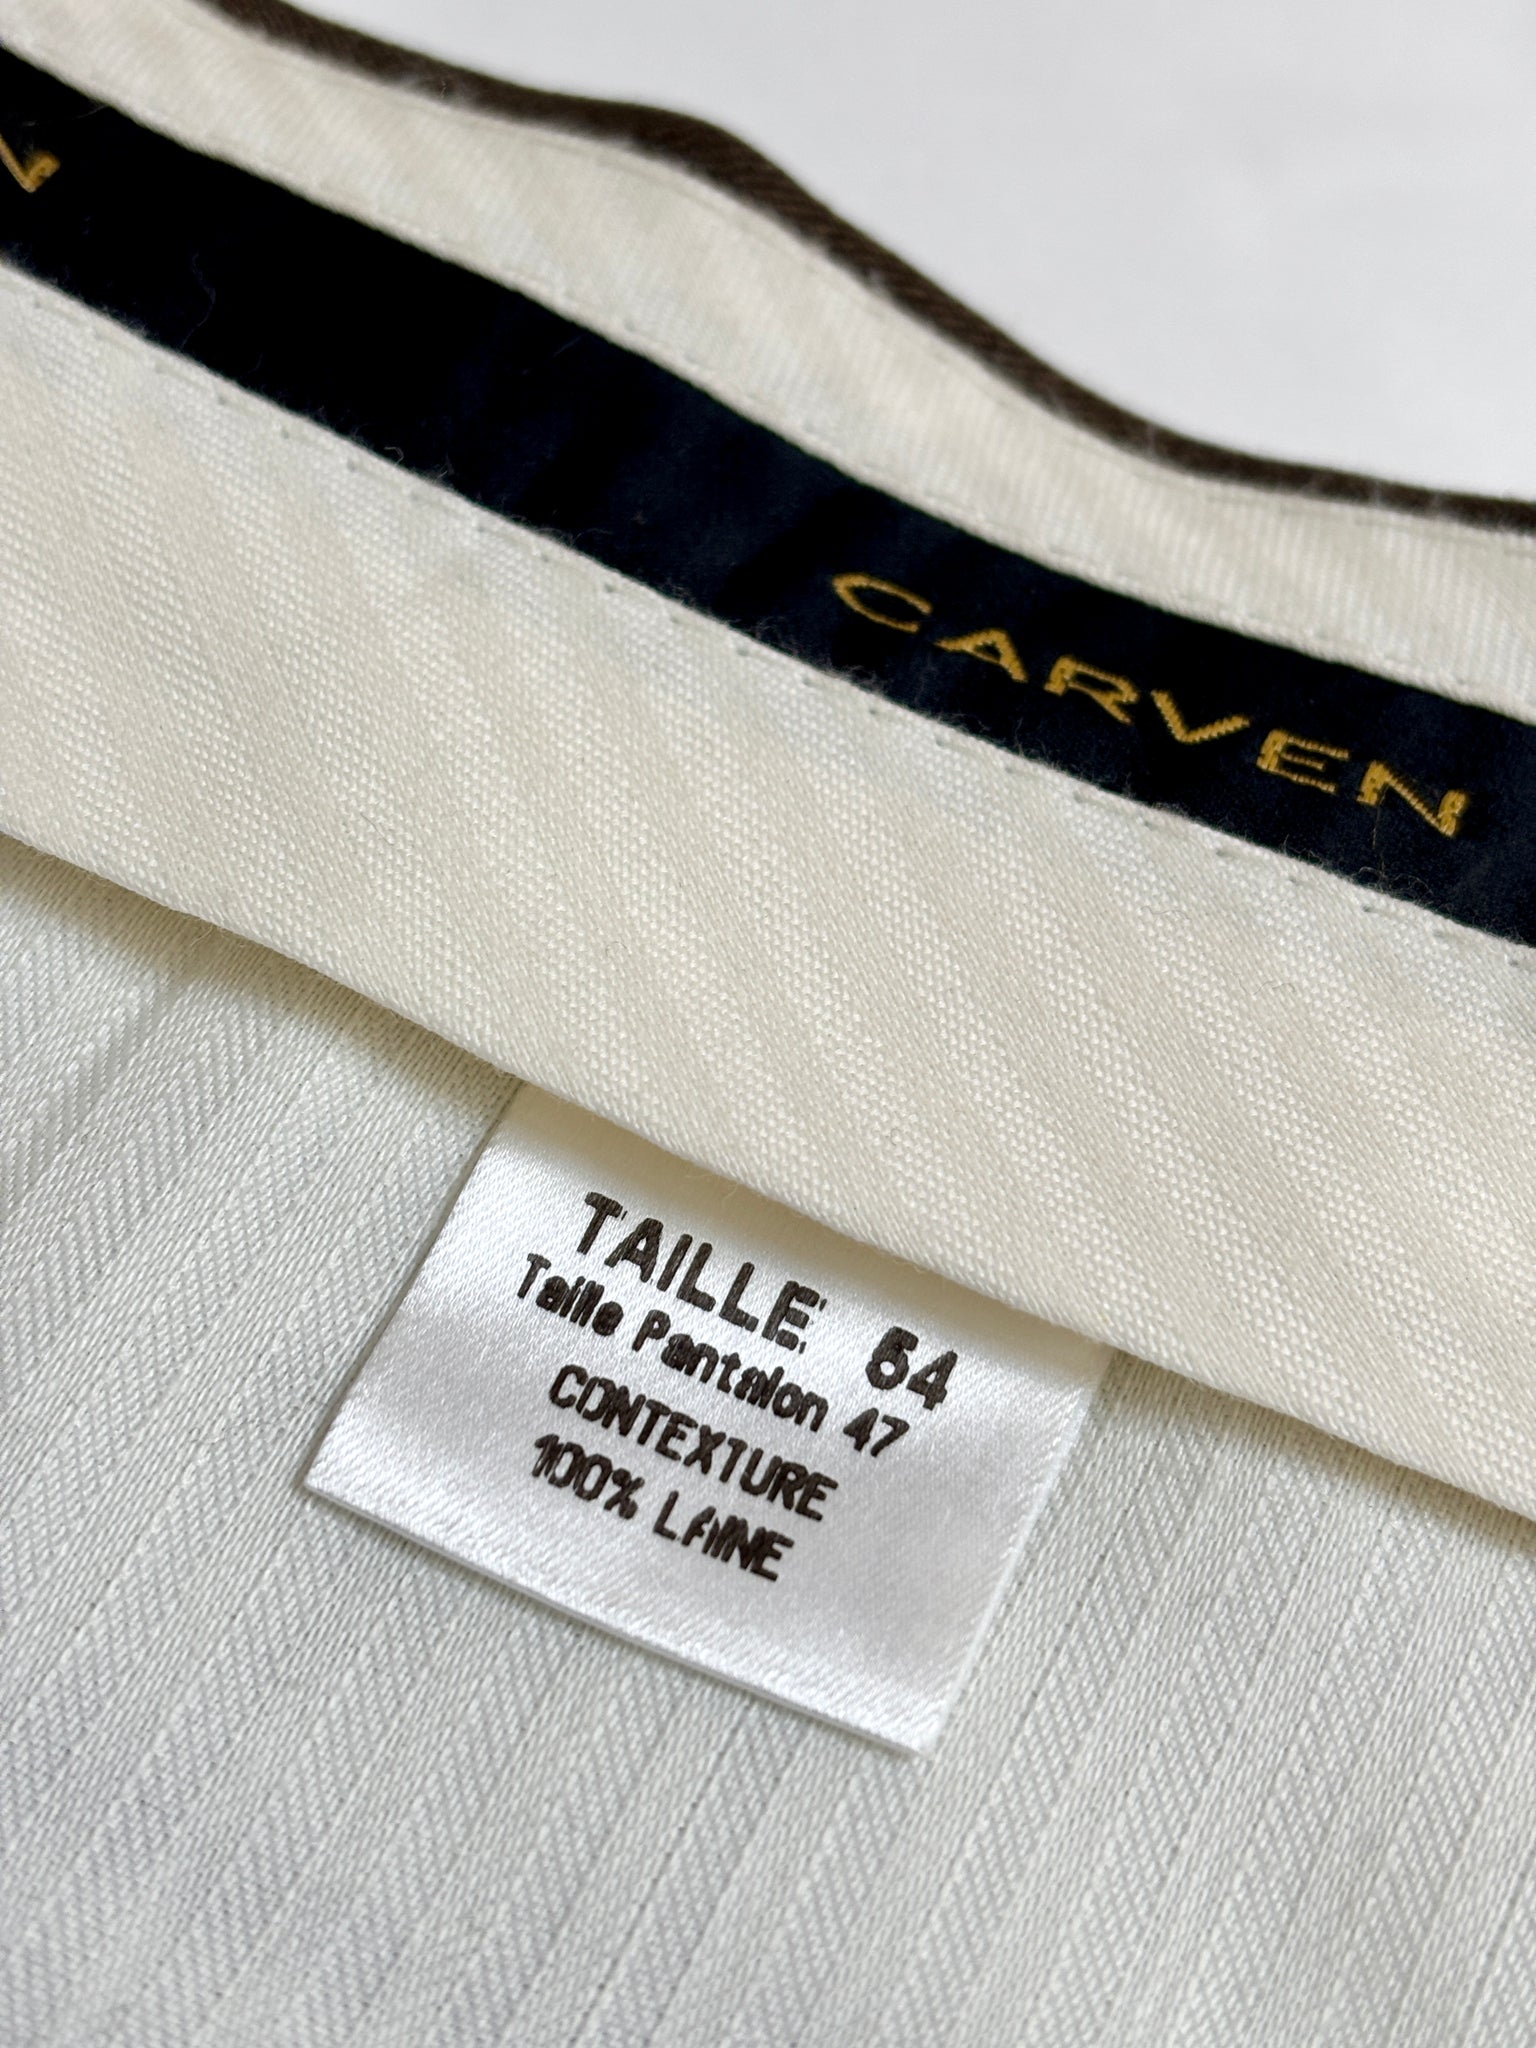 N
CARVEN
TAILLE 54
Taille Pantalon 47
CONTEXTURE
100% LAINE